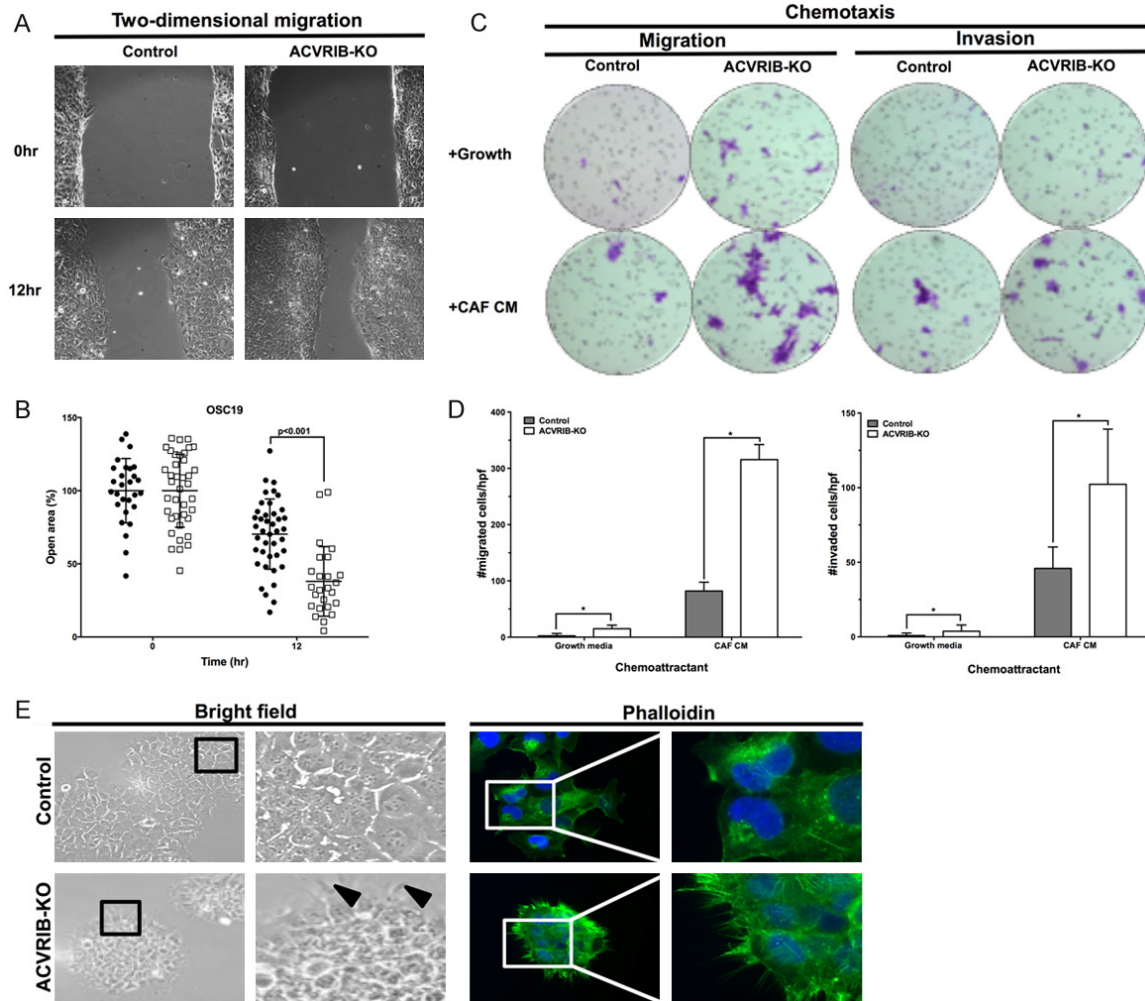 A
Two-dimensional migration
Control ACVRIB-KO
0hr
12hr
B
OSC19
p<0.001
Open area (%)
150
100
50
0
0 12
Time (hr)
C
Chemotaxis
Migration Invasion
Control ACVRIB-KO Control ACVRIB-KO
+Growth
+CAF CM
D
#migrated cells/hpf
400
300
200
100
0
Control
ACVRIB-KO
*
*
Growth media CAF CM
Chemoattractant
#invaded cells/hpf
150
100
50
0
Control
ACVRIB-KO
*
*
Growth media CAF CM
Chemoattractant
E
Bright field Phalloidin
Control
ACVRIB-KO